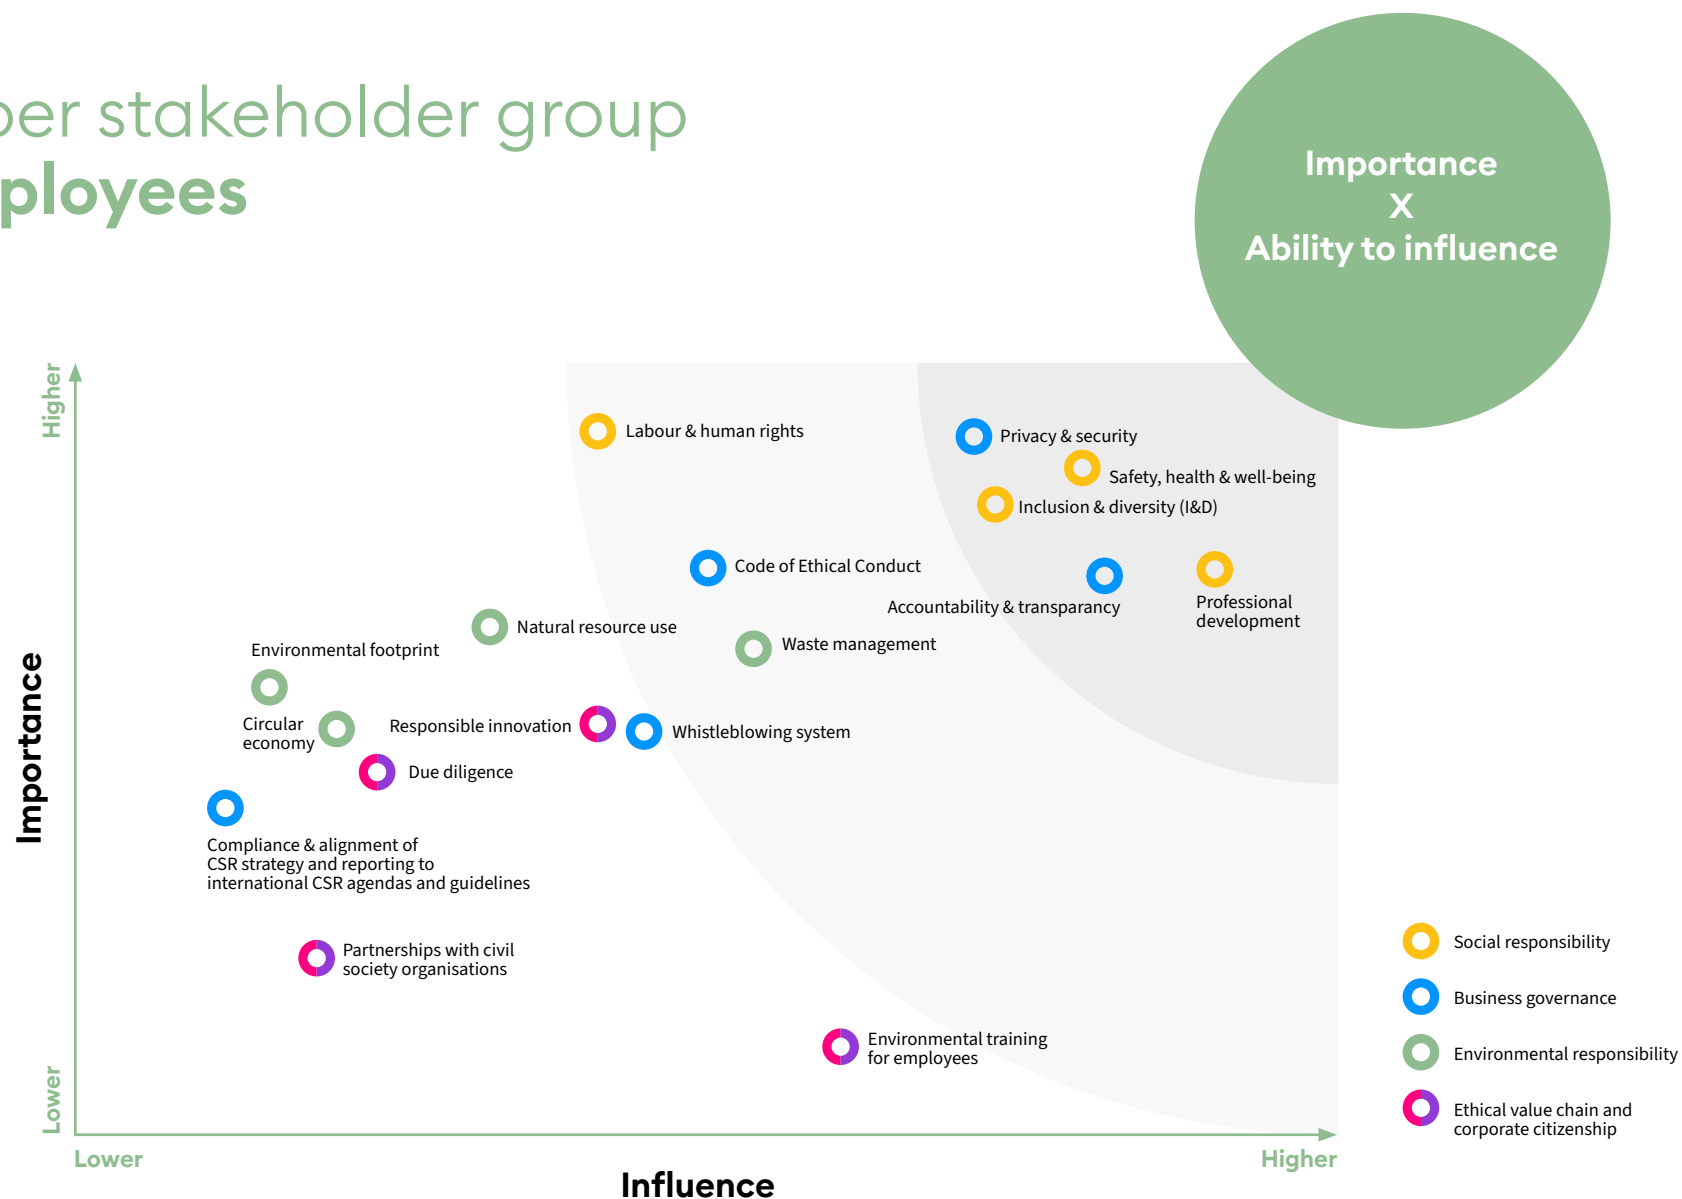 per stakeholder group
ployees
Importance
X
Ability to influence
Higher
Labour & human rights
Privacy & security
Safety, health & well-being
Inclusion & diversity (I&D)
Code of Ethical Conduct
Accountability & transparancy
Professional
development
Natural resource use
Waste management
Environmental footprint
Circular
economy
Responsible innovation
Whistleblowing system
Due diligence
Importance
Compliance & alignment of
CSR strategy and reporting to
international CSR agendas and guidelines
Partnerships with civil
society organisations
Environmental training
for employees
Social responsibility
Business governance
Environmental responsibility
Ethical value chain and
corporate citizenship
Lower
Lower
Higher
Influence